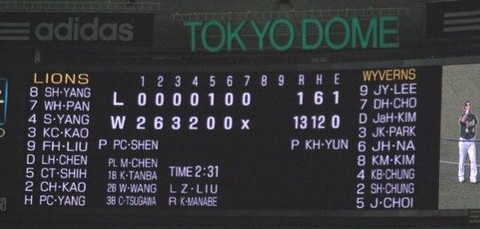 adidas
TOKYO DOME
LIONS
8 SH·YANG
7 WH·PAN
4 S·YANG
3 KC·KAO
9 FH·LIU
D LH·CHEN
5 CT·SHIH
2 CH·KAO
H PC·YANG
1 2 3 4 5 6 7 8 9 R H E
L 0 0 0 0 1 0 0 1 6 1
W 2 6 3 2 0 0 x 13 12 0
P PC·SHEN P KH·YUN
PL M·CHEN
1B K·TANBA TIME 2:31
2B W·WANG L Z·LIU
3B C·TSUGAWA R K·MANABE
WYVERNS
9 JY·LEE
7 DH·CHO
D JaH·KIM
3 JK·PARK
6 JH·NA
8 KM·KIM
4 KB·CHUNG
2 SH·CHUNG
5 J·CHOI